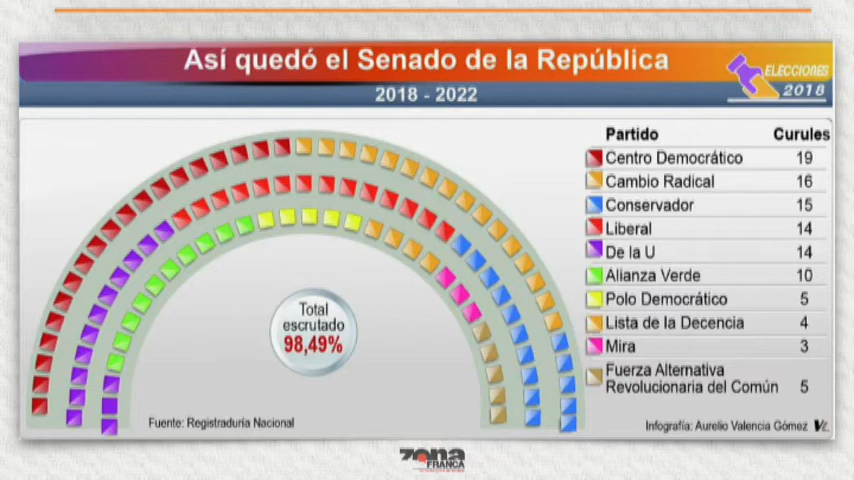 Así quedó el Senado de la República
2018 - 2022
ELECCIONES
2018
Partido Curules
Centro Democrático 19
Cambio Radical 16
Conservador 15
Liberal 14
De la U 14
Alianza Verde 10
Polo Democrático 5
Lista de la Decencia 4
Mira 3
Fuerza Alternativa
Revolucionaria del Común 5
Total
escrutado
98,49%
Fuente: Registraduría Nacional
Infografía: Aurelio Valencia Gómez
ZONA
FRANCA